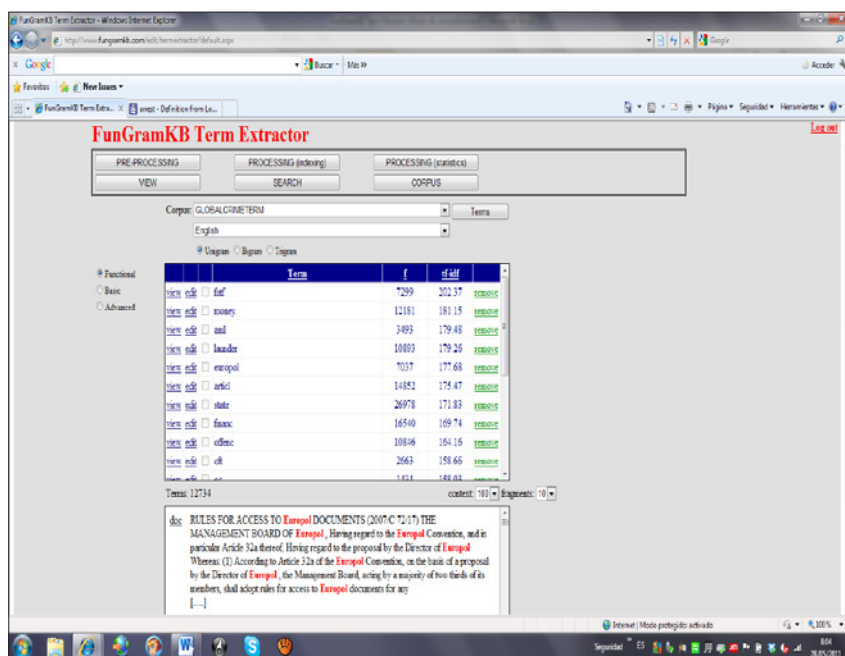 FunGramKB Term Extractor - Windows Internet Explorer
http://www.fungramkb.com/edit/termextractor/default.aspx
Google
x Google Buscar Más »
Acceder
Favoritos New Issues
FunGramKB Term Extra... x arrest - Definition from Lo...
Página Seguridad Herramientas
FunGramKB Term Extractor
Log out
PRE-PROCESSING PROCESSING (indexing) PROCESSING (statistics)
VIEW SEARCH CORPUS
Corpus: GLOBALCRIMETERM Terms
English
Unigram Bigram Trigram
Functional
Basic
Advanced
Term f tf-idf
view edit fatf 7299 202.37 remove
view edit money 12181 181.15 remove
view edit aml 3493 179.48 remove
view edit launder 10893 179.26 remove
view edit europol 7037 177.68 remove
view edit articl 14852 175.47 remove
view edit state 26978 171.83 remove
view edit financ 16540 169.74 remove
view edit offenc 10846 164.16 remove
view edit cft 2663 158.66 remove
Terms: 12734 context: 100 fragments: 10
doc RULES FOR ACCESS TO Europol DOCUMENTS (2007/C 72/17) THE
MANAGEMENT BOARD OF Europol , Having regard to the Europol Convention, and in
particular Article 32a thereof, Having regard to the proposal by the Director of Europol
Whereas: (1) According to Article 32a of the Europol Convention, on the basis of a proposal
by the Director of Europol , the Management Board, acting by a majority of two thirds of its
members, shall adopt rules for access to Europol documents for any
[.....]
Internet | Modo protegido: activado 100%
Seguridad ES 8:04
28/05/2011